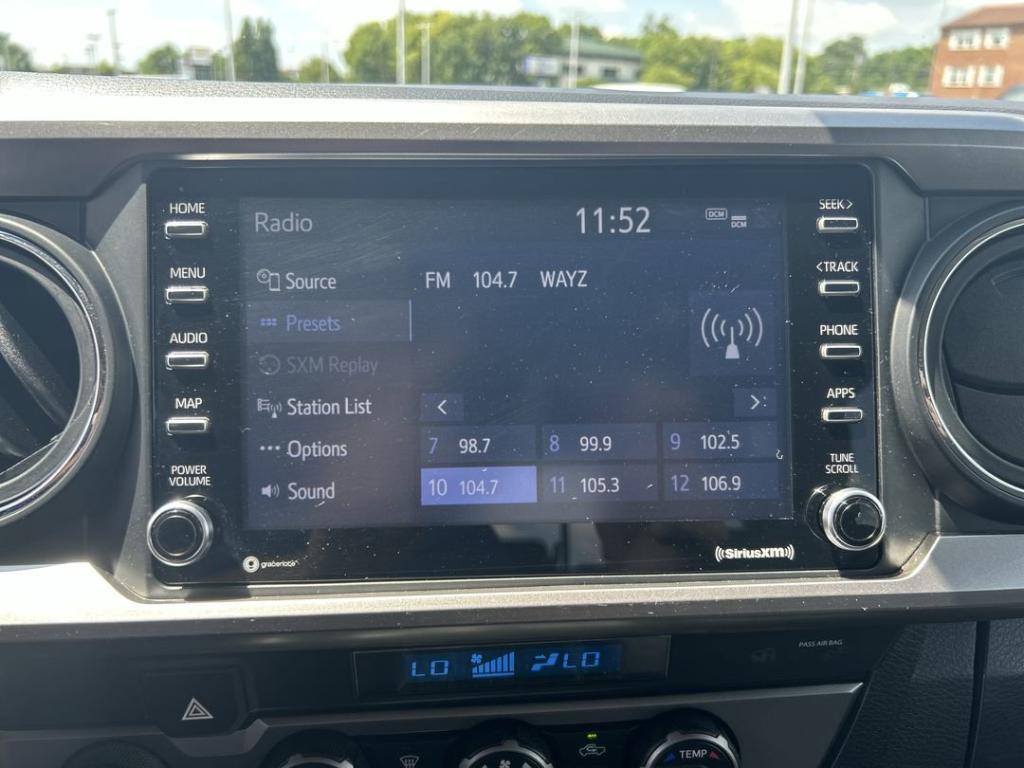 HOME
MENU
AUDIO
MAP
POWER
VOLUME
Radio
11:52
DCM
DCM
Source
Presets
SXM Replay
Station List
Options
Sound
FM 104.7 WAYZ
< >
7 98.7 8 99.9 9 102.5
10 104.7 11 105.3 12 106.9
SEEK>
<TRACK
PHONE
APPS
TUNE
SCROLL
gracenote
((SiriusXM))
LO LO
PASS AIR BAG
TEMP